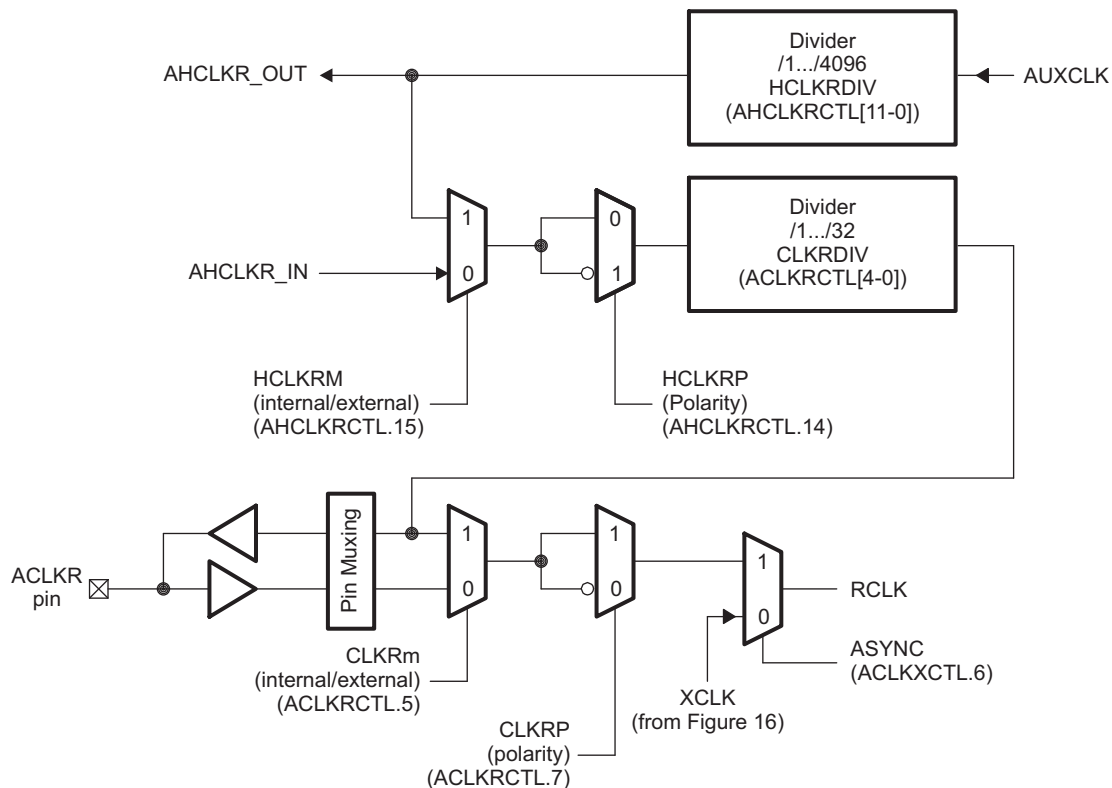 Divider
/1.../4096
HCLKRDIV
(AHCLKRCTL[11-0])
AHCLKR_OUT
AUXCLK
1
0
0
1
Divider
/1.../32
CLKRDIV
(ACLKRCTL[4-0])
AHCLKR_IN
HCLKRM
(internal/external)
(AHCLKRCTL.15)
HCLKRP
(Polarity)
(AHCLKRCTL.14)
ACLKR
pin
Pin Muxing
1
0
1
0
1
0
RCLK
CLKRm
(internal/external)
(ACLKRCTL.5)
ASYNC
(ACLKXCTL.6)
XCLK
(from Figure 16)
CLKRP
(polarity)
(ACLKRCTL.7)